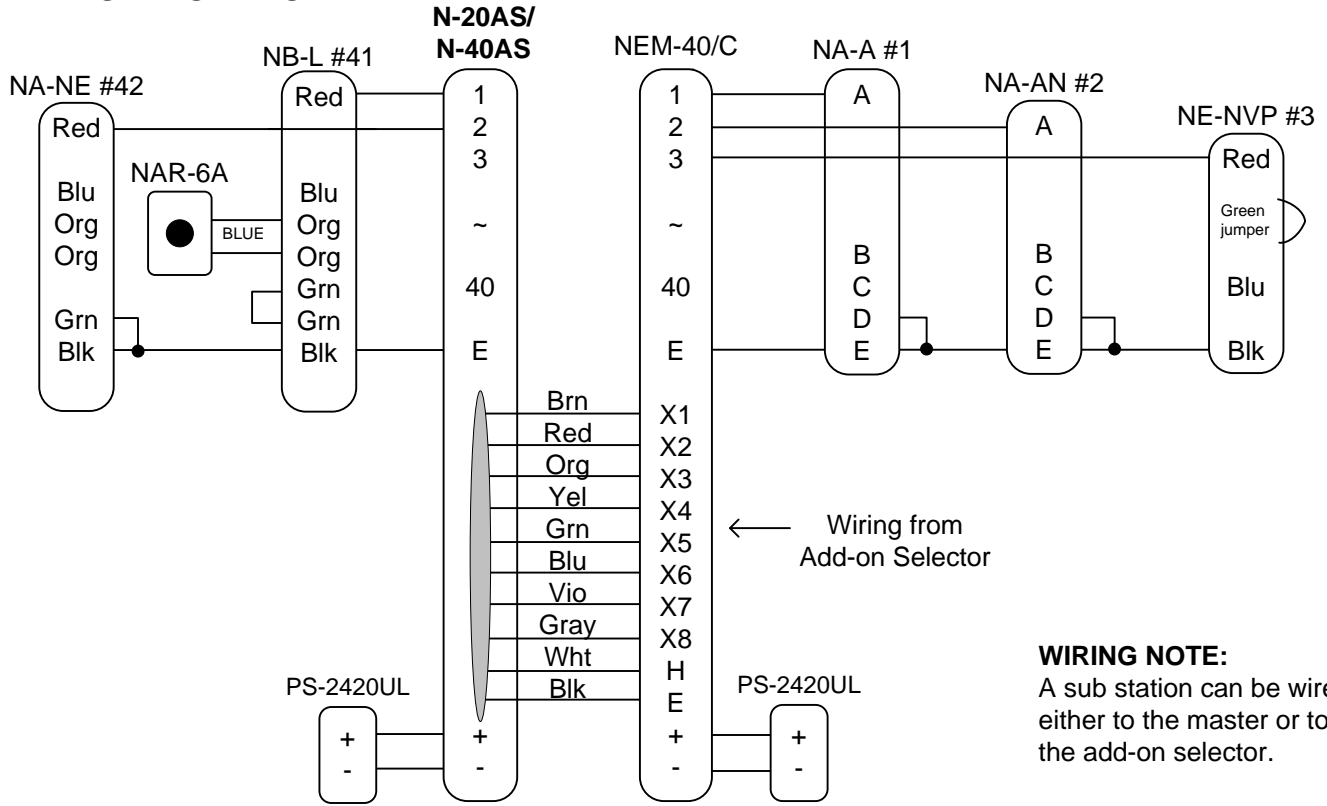 N-20AS/
N-40AS
NEM-40/C
NA-A #1
NB-L #41
NA-AN #2
NA-NE #42
NE-NVP #3
Red
Blu
Org
Org
Grn
Blk
NAR-6A
BLUE
Red
Blu
Org
Org
Grn
Grn
Blk
1
2
3
~
40
E
+
-
Brn
Red
Org
Yel
Grn
Blu
Vio
Gray
Wht
Blk
1
2
3
~
40
E
X1
X2
X3
X4
X5
X6
X7
X8
H
E
+
-
A
B
C
D
E
A
B
C
D
E
Red
Green
jumper
Blu
Blk
Wiring from
Add-on Selector
PS-2420UL
+
-
PS-2420UL
+
-
WIRING NOTE:
A sub station can be wire
either to the master or to
the add-on selector.